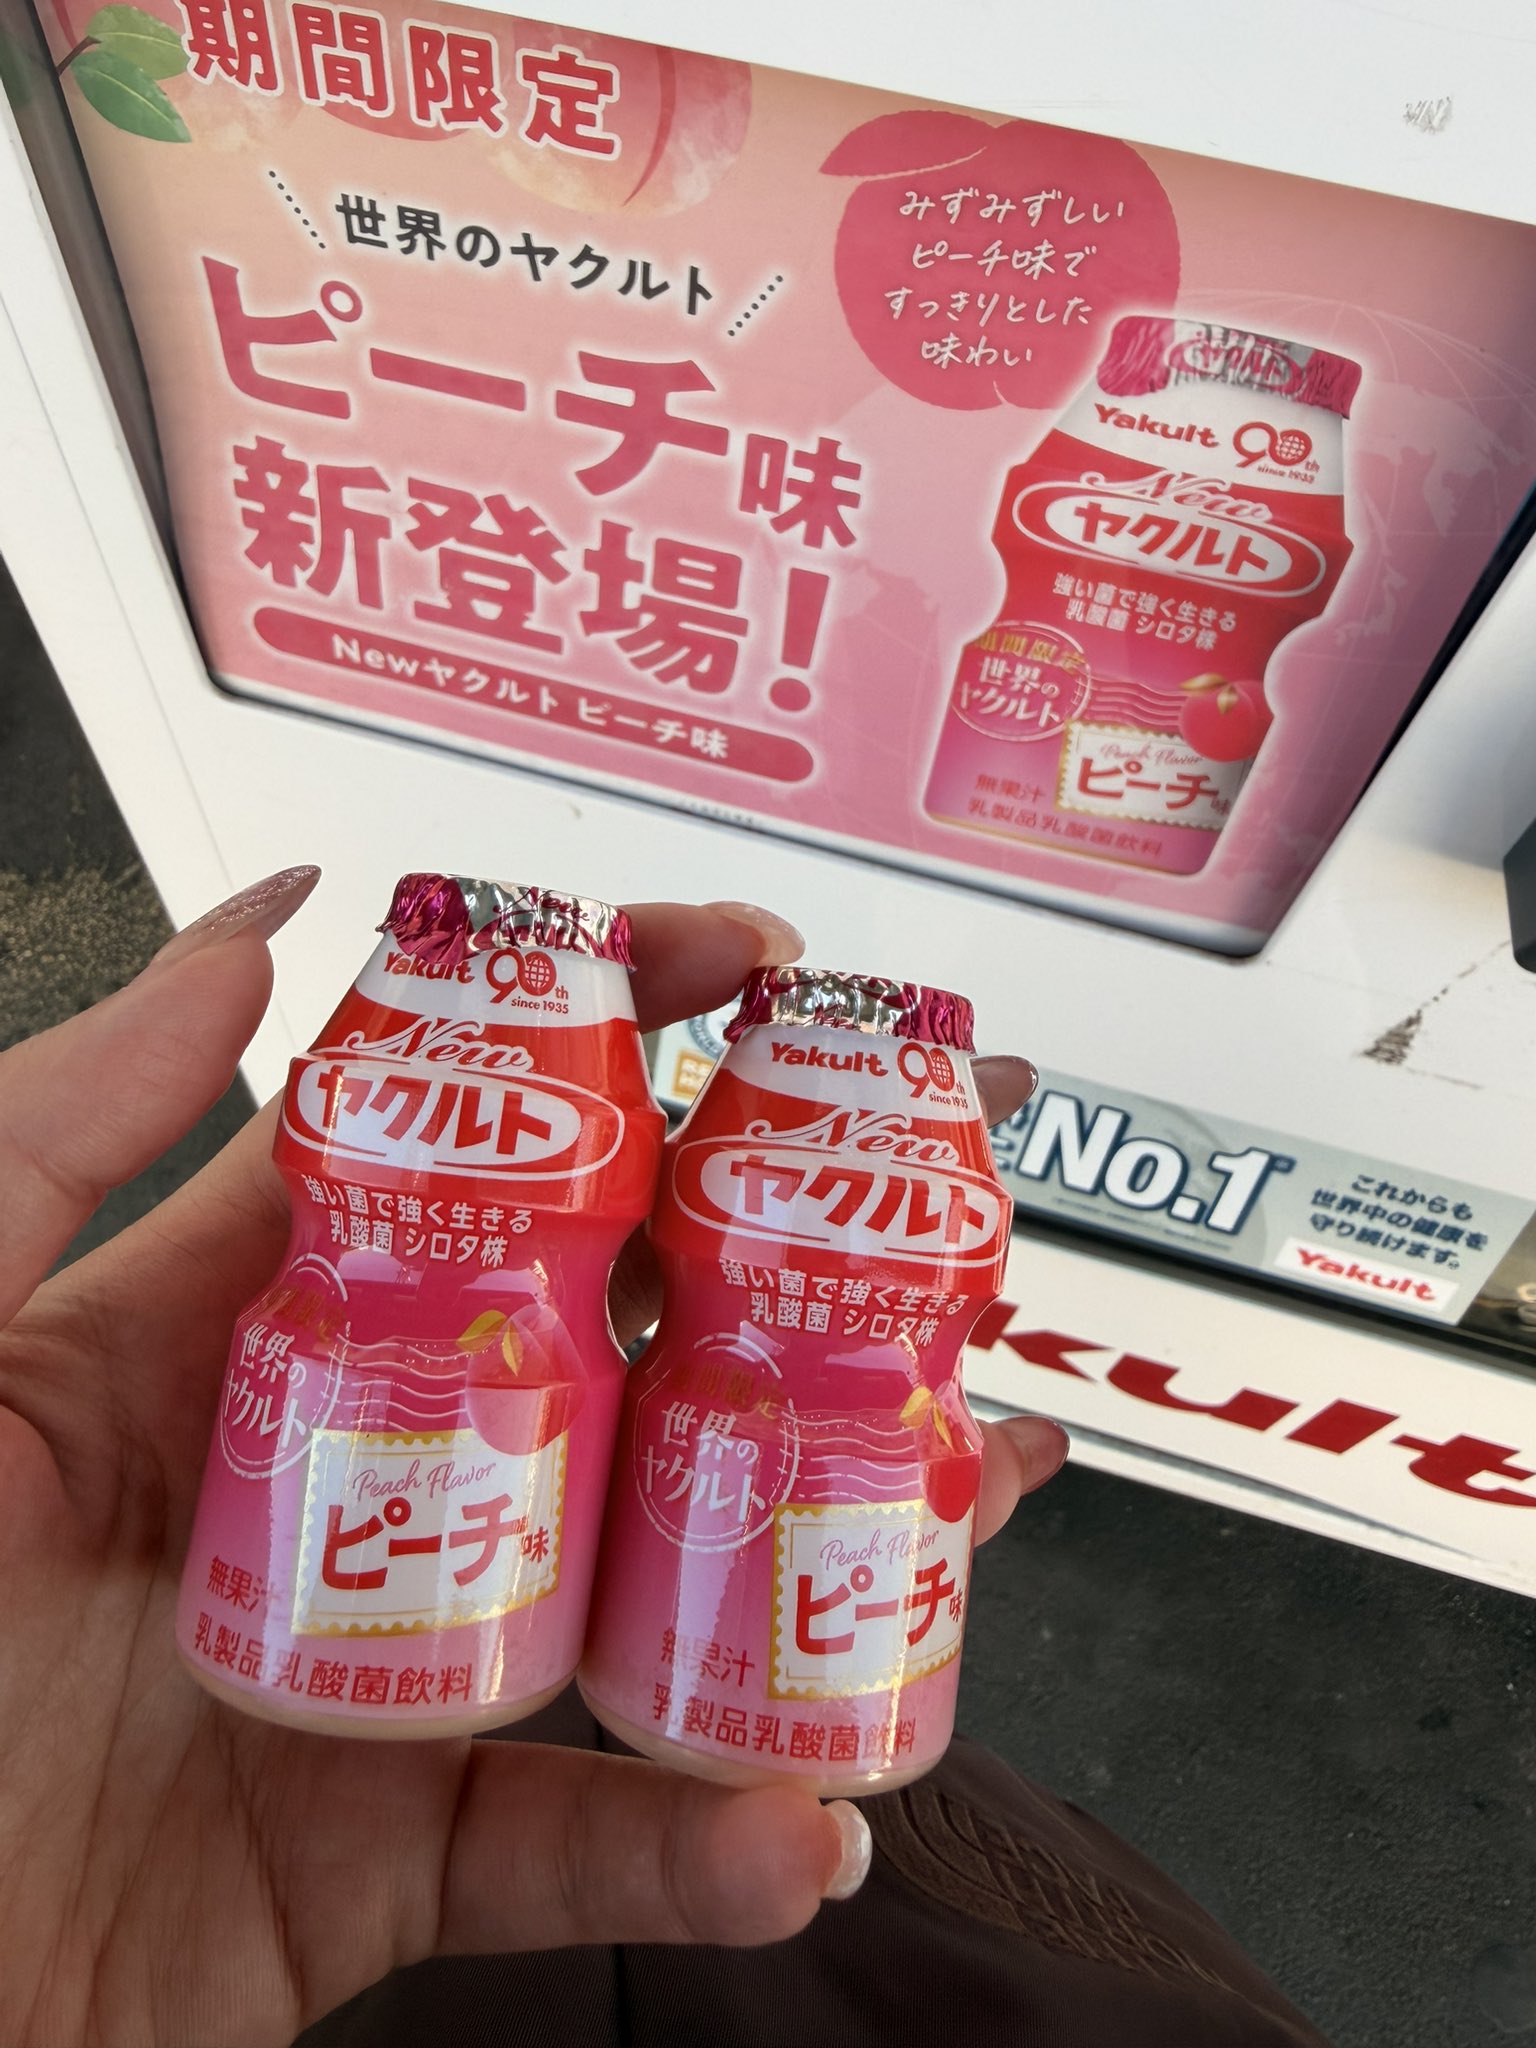 期間限定
世界のヤクルト
ピーチ味
新登場!
Newヤクルト ピーチ味
みずみずしい
ピーチ味で
すっきりとした
味わい
ヤクルト
Yakult 90th
since 1935
New
ヤクルト
強い菌で強く生きる
乳酸菌 シロタ株
期間限定
世界の
ヤクルト
Peach Flavor
ピーチ味
無果汁
乳製品乳酸菌飲料
New
Yakult 90th
since 1935
New
ヤクルト
強い菌で強く生きる
乳酸菌 シロタ株
世界の
ヤクルト
Peach Flavor
ピーチ味
無果汁
乳製品乳酸菌飲料
Yakult 90th
since 1935
New
ヤクルト
強い菌で強く生きる
乳酸菌 シロタ株
期間限定
世界の
ヤクルト
Peach Flavor
ピーチ味
無果汁
乳製品乳酸菌飲料
No.1
これからも
世界中の健康を
守り続けます。
Yakult
kult